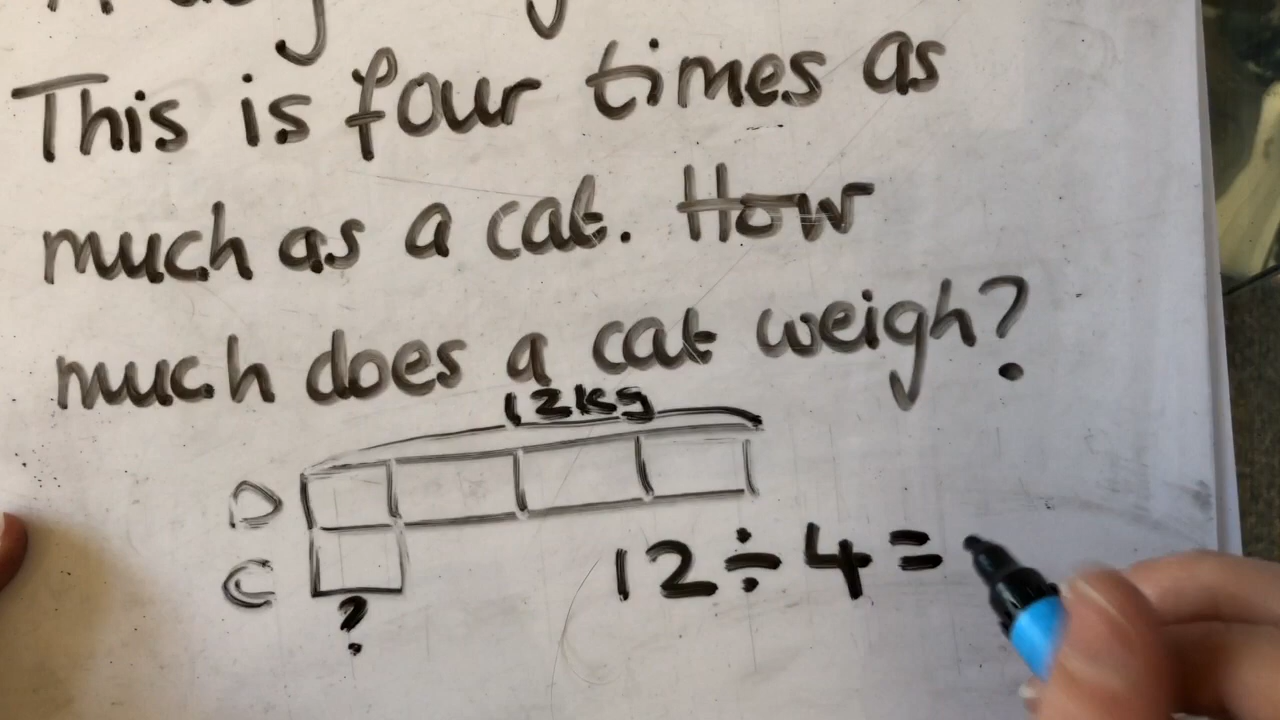 This is four times as
much as a cat. How
much does a cat weigh?
12kg
D
C
?
12÷4=